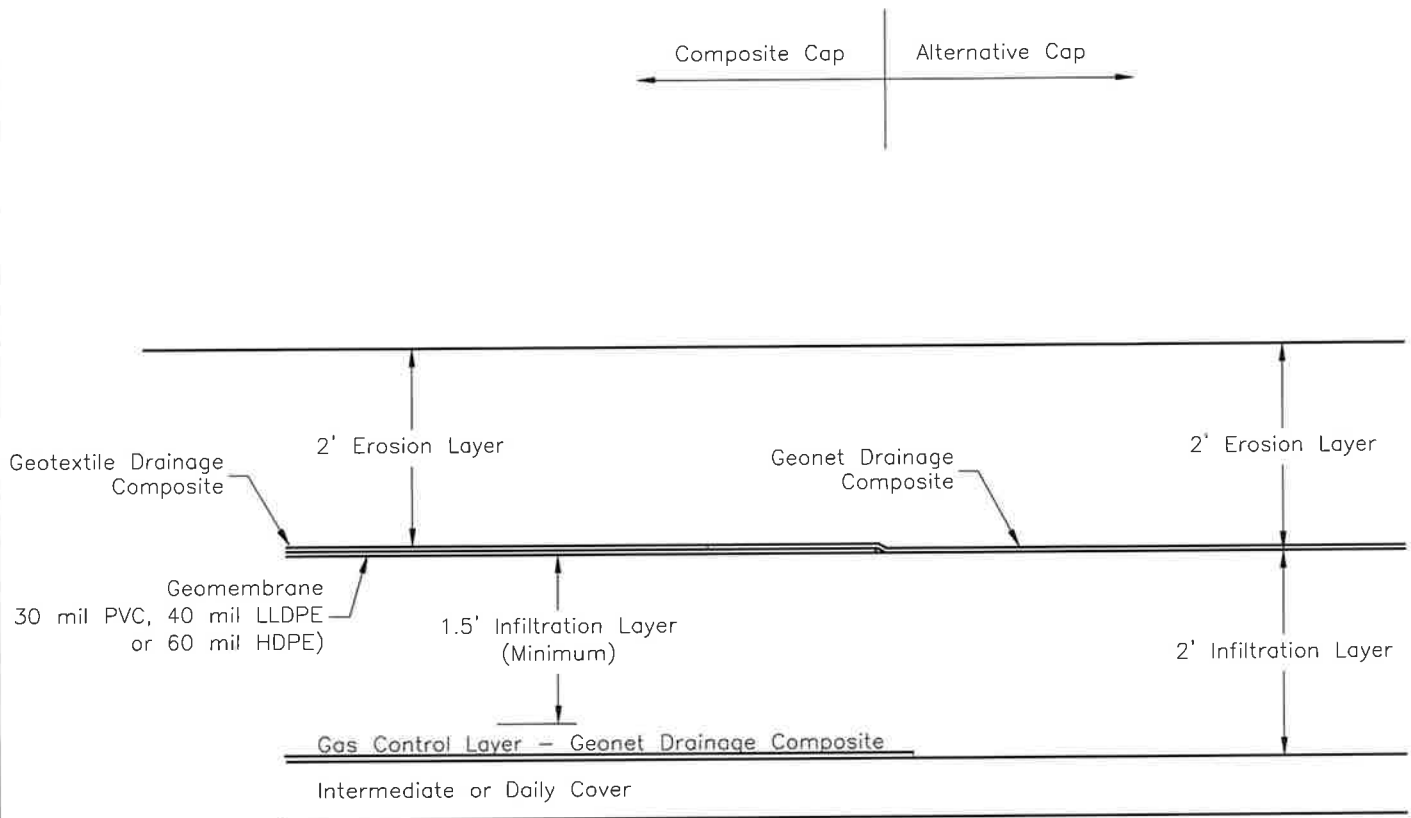 Composite Cap
Alternative Cap
2' Erosion Layer
2' Erosion Layer
Geotextile Drainage
Composite
Geonet Drainage
Composite
Geomembrane
30 mil PVC, 40 mil LLDPE
or 60 mil HDPE)
1.5' Infiltration Layer
(Minimum)
2' Infiltration Layer
Gas Control Layer – Geonet Drainage Composite
Intermediate or Daily Cover